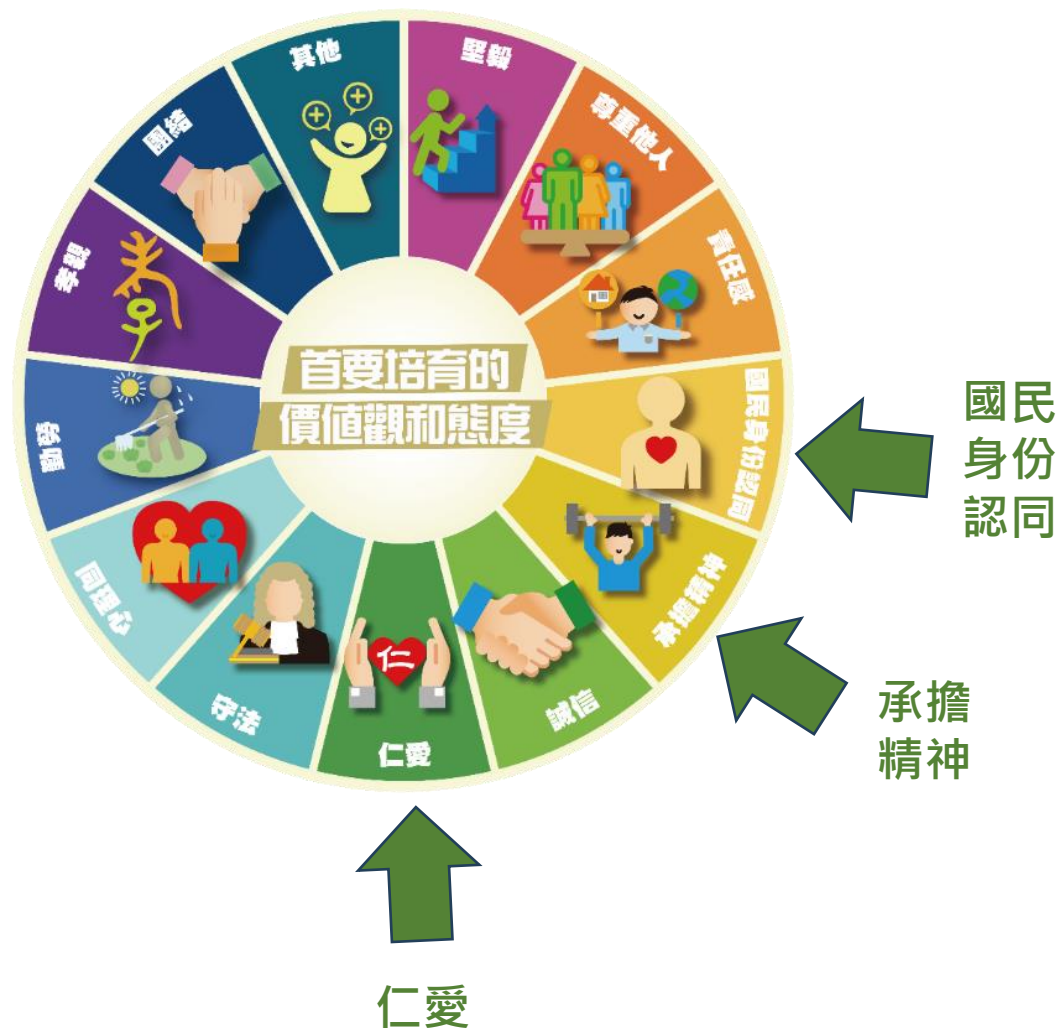 其他
堅毅
尊重他人
責任感
國民身份認同
承擔精神
誠信
仁愛
守法
同理心
勤勞
孝親
團結
首要培育的
價值觀和態度
仁
國民
身份
認同
承擔
精神
仁愛